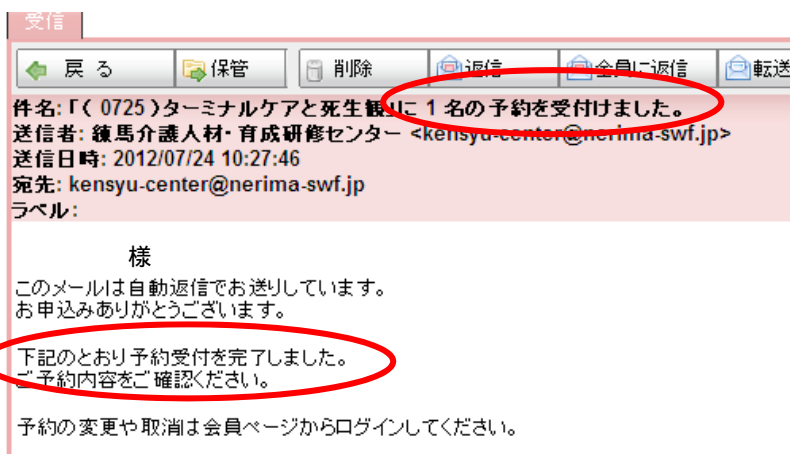 受信
戻る 保管 削除 返信 全員に返信 転送
件名:「( 0725 )ターミナルケアと死生観」に 1 名の予約を受付けました。
送信者: 練馬介護人材・育成研修センター <kensyu-center@nerima-swf.jp>
送信日時: 2012/07/24 10:27:46
宛先: kensyu-center@nerima-swf.jp
ラベル:
様
このメールは自動返信でお送りしています。
お申込みありがとうございます。
下記のとおり予約受付を完了しました。
ご予約内容をご確認ください。
予約の変更や取消は会員ページからログインしてください。